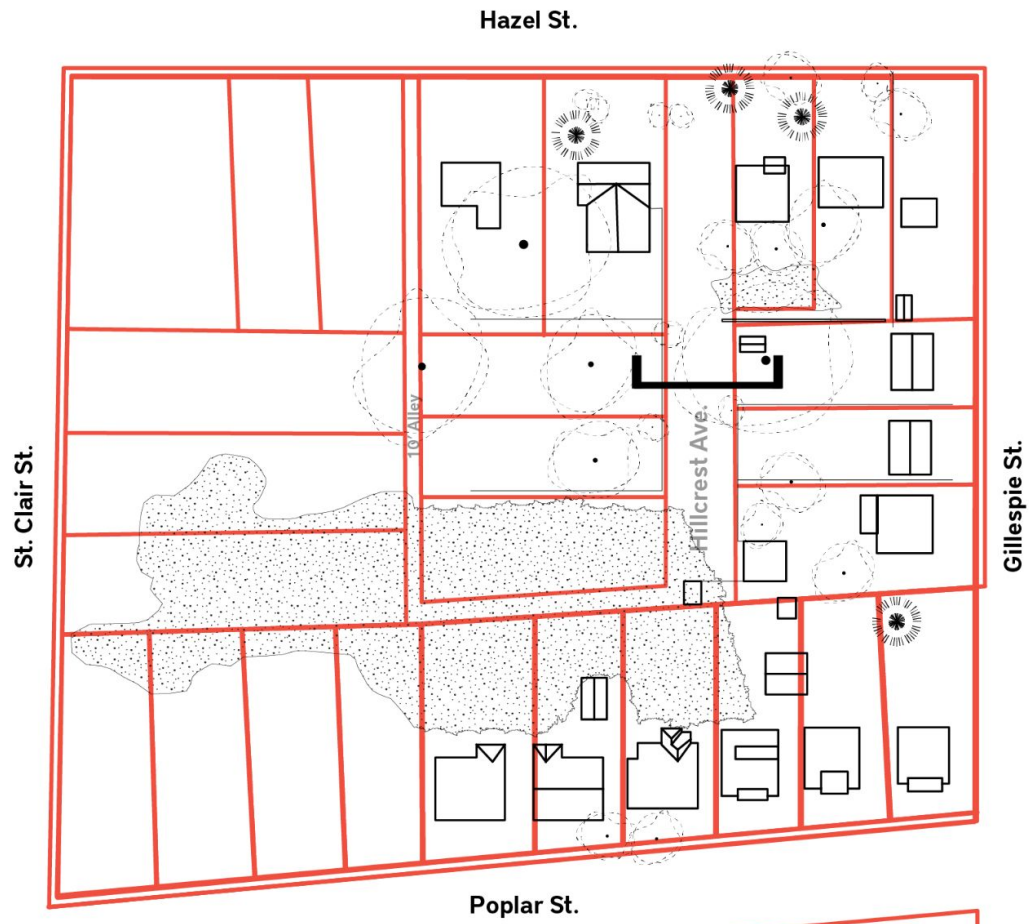 Hazel St.
St. Clair St.
10' Alley
Hillcrest Ave.
Gillespie St.
Poplar St.